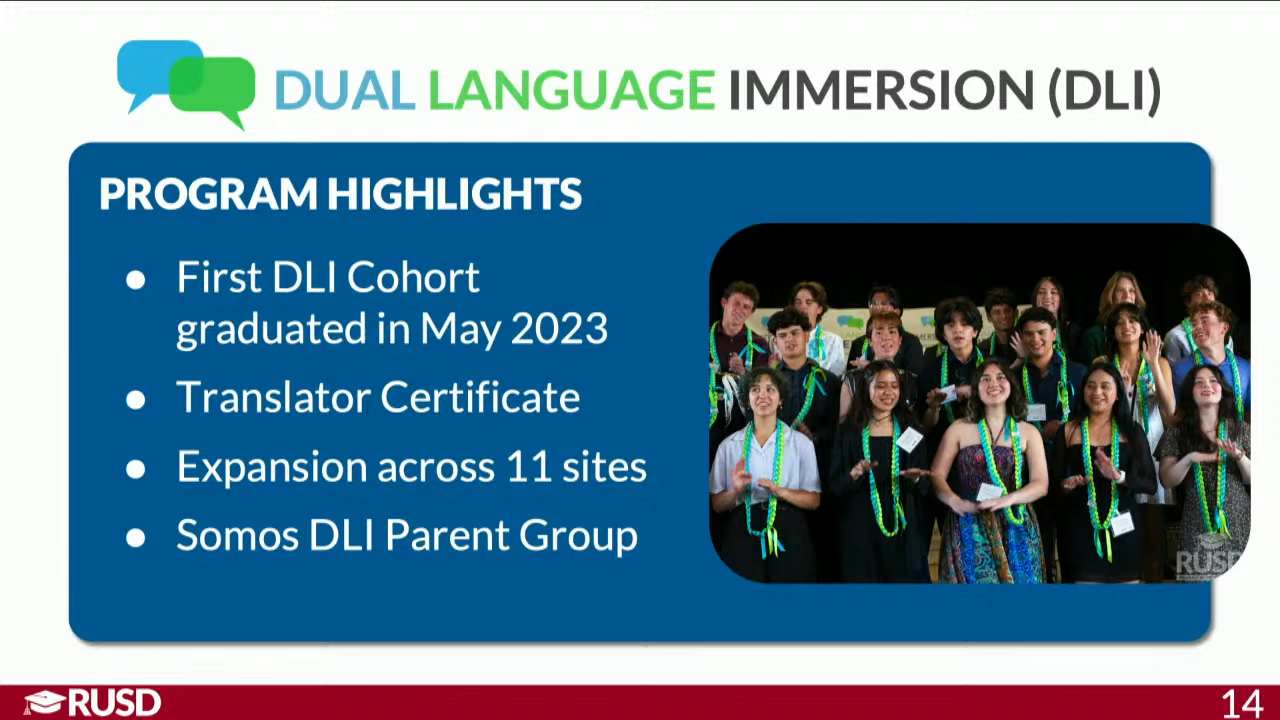 DUAL LANGUAGE IMMERSION (DLI)
PROGRAM HIGHLIGHTS
● First DLI Cohort
graduated in May 2023
● Translator Certificate
● Expansion across 11 sites
● Somos DLI Parent Group
RUSD
RUSD
14